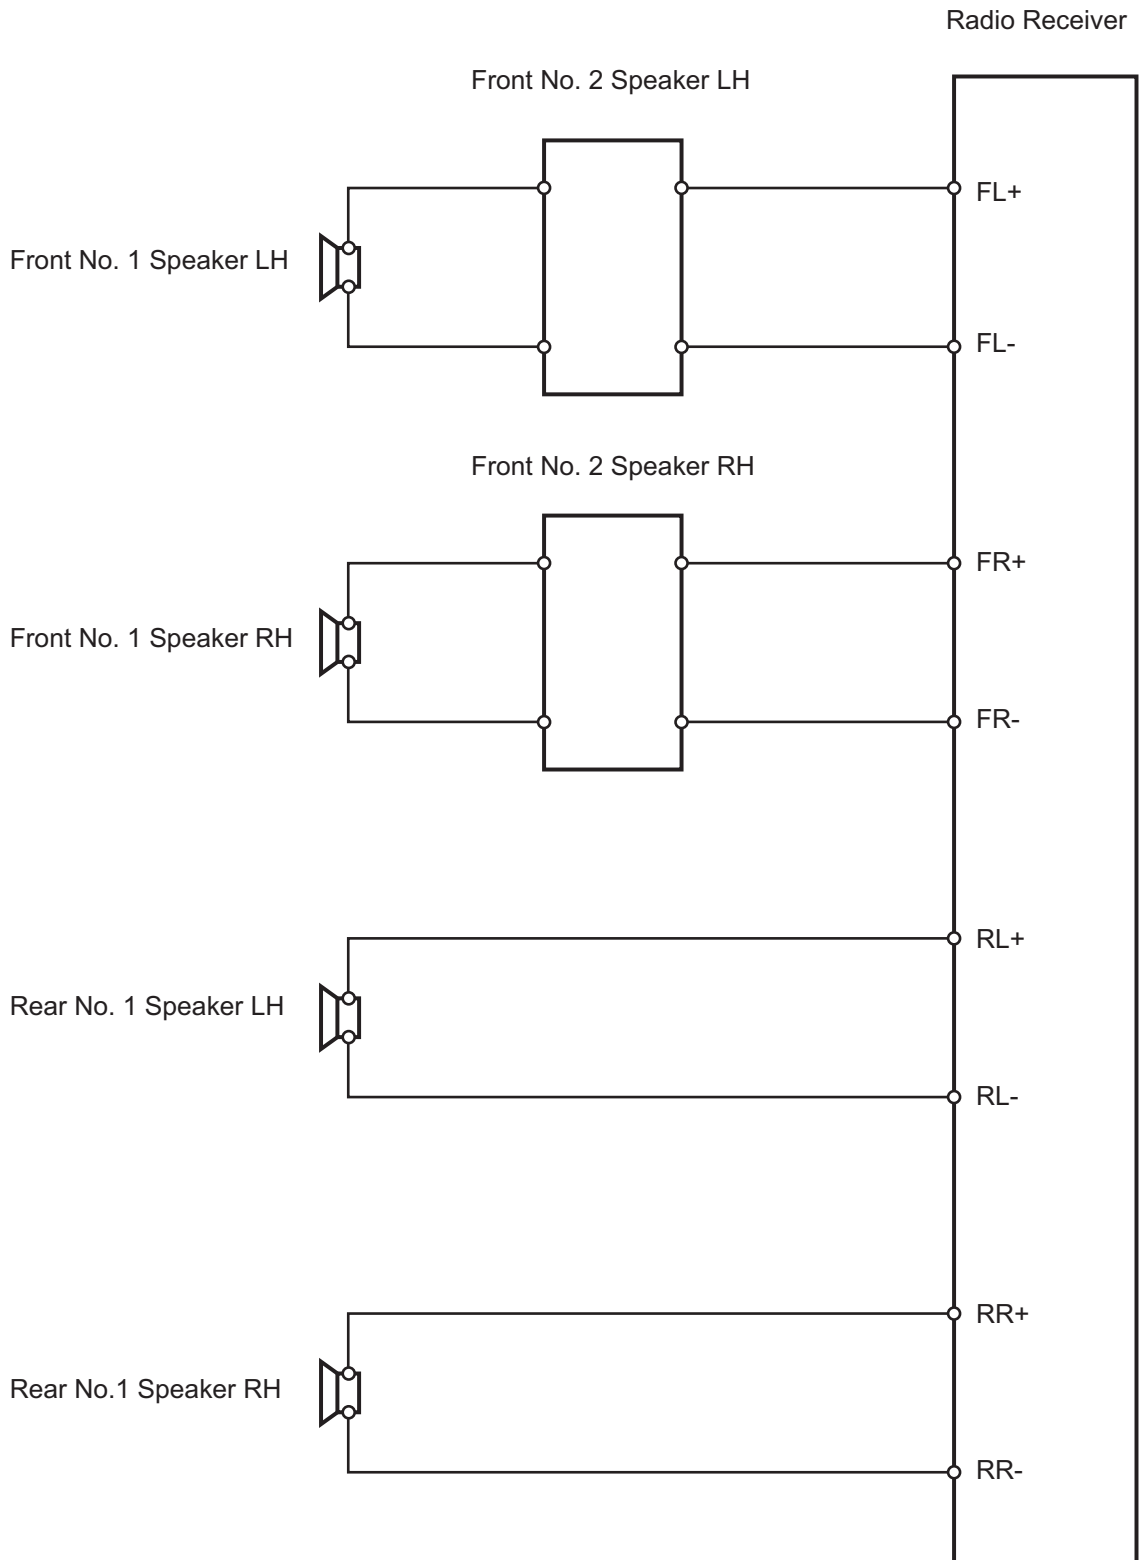 Radio Receiver
Front No. 2 Speaker LH
FL+
Front No. 1 Speaker LH
FL-
Front No. 2 Speaker RH
FR+
Front No. 1 Speaker RH
FR-
RL+
Rear No. 1 Speaker LH
RL-
RR+
Rear No.1 Speaker RH
RR-